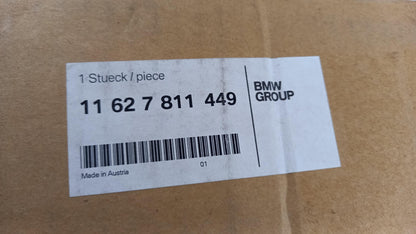 1 Stueck / piece
11 62 7 811 449
BMW
GROUP
Made in Austria
01